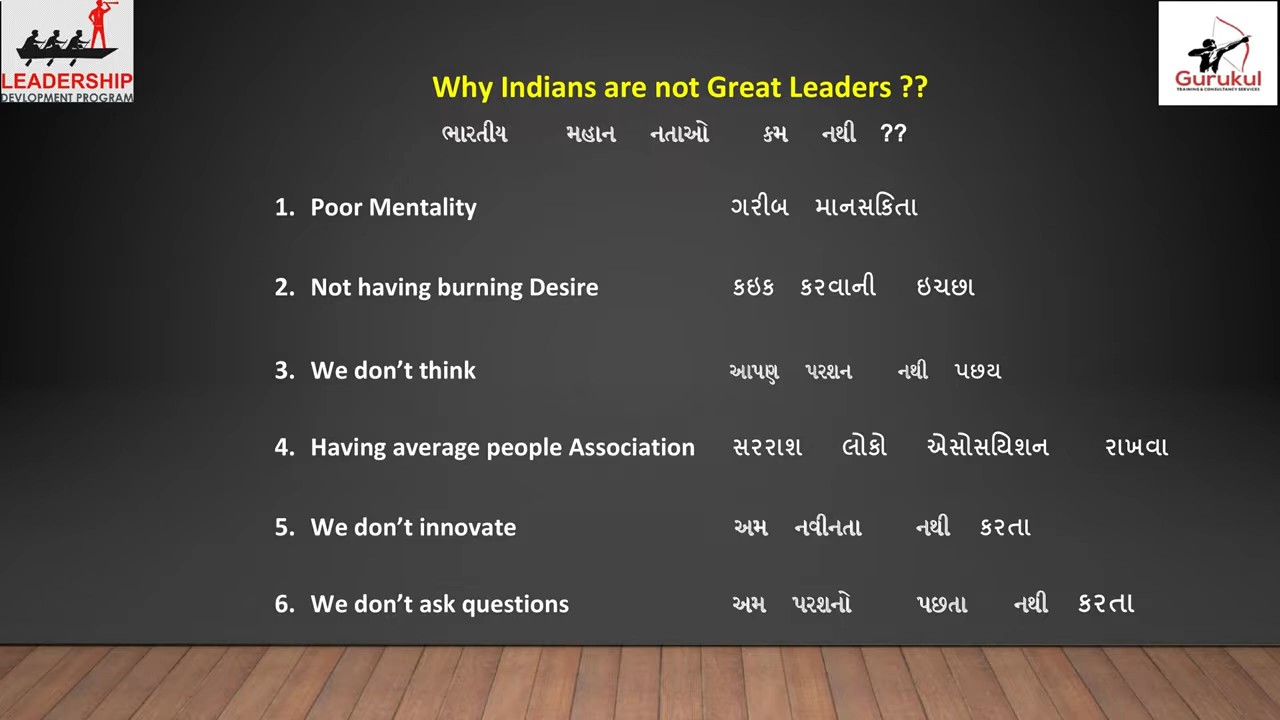 LEADERSHIP
DEVLOPMENT PROGRAM
Gurukul
TRAINING & CONSULTANCY SERVICES
Why Indians are not Great Leaders ??
ભારતીય મહાન નતાઓ કમ નથી ??
1. Poor Mentality ગરીબ માનસકિતા
2. Not having burning Desire કઇક કરવાની ઇચછા
3. We don’t think આપણ પરશન નથી પછય
4. Having average people Association સરરાશ લોકો એસોસયિશન રાખવા
5. We don’t innovate અમ નવીનતા નથી કરતા
6. We don’t ask questions અમ પરશનો પછતા નથી કરતા